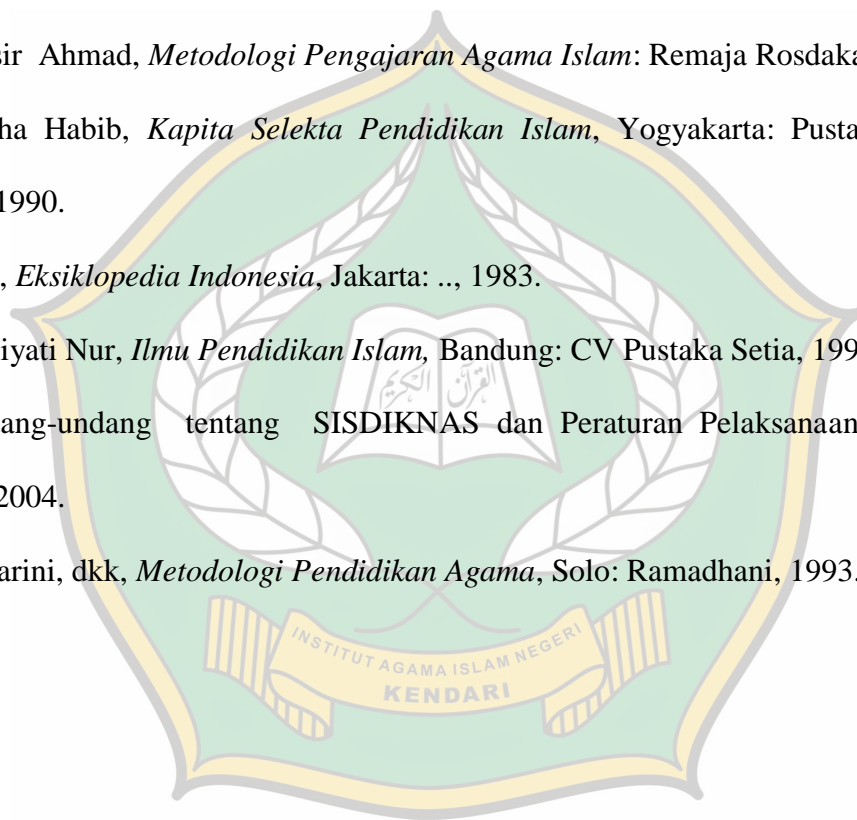 sir Ahmad, Metodologi Pengajaran Agama Islam: Remaja Rosdaka
ha Habib, Kapita Selekta Pendidikan Islam, Yogyakarta: Pusta
1990.
, Eksiklopedia Indonesia, Jakarta: .., 1983.
iyati Nur, Ilmu Pendidikan Islam, Bandung: CV Pustaka Setia, 199
ang-undang tentang SISDIKNAS dan Peraturan Pelaksanaan
2004.
arini, dkk, Metodologi Pendidikan Agama, Solo: Ramadhani, 1993.
القرآن الكريم
INSTITUT AGAMA ISLAM NEGERI
KENDARI